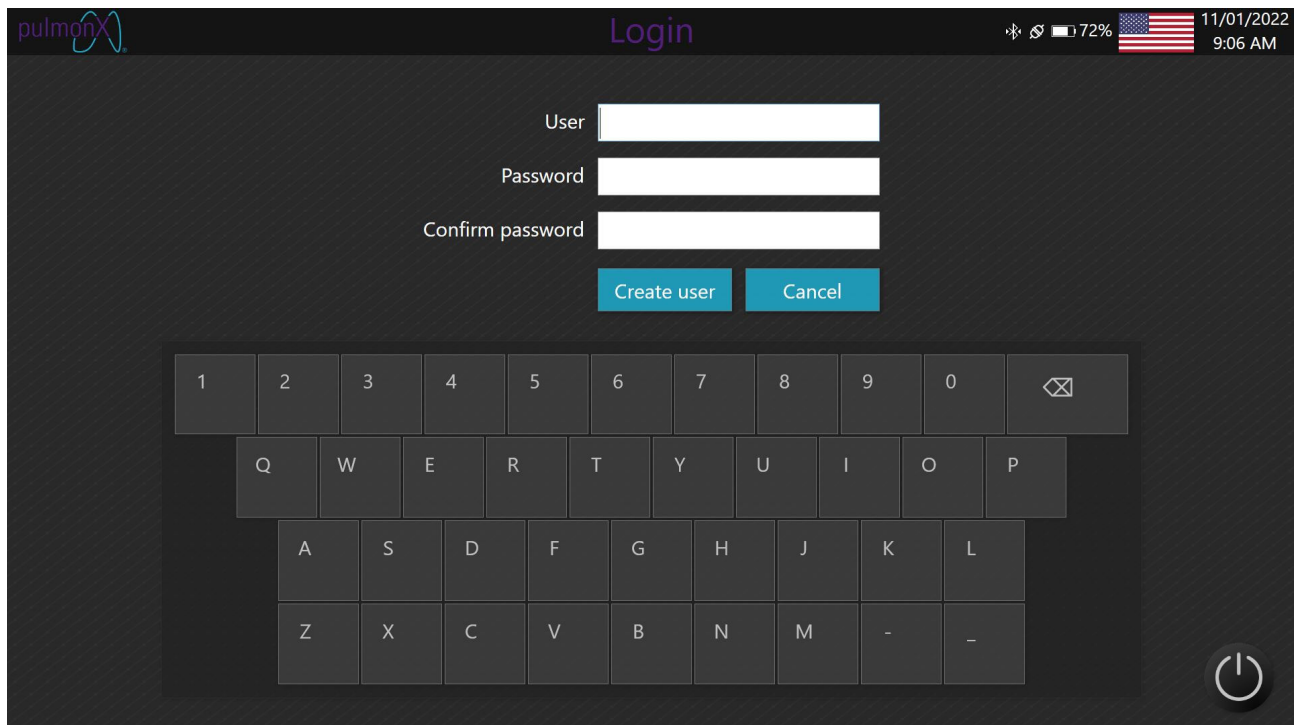 pulmonX®
Login
72%
11/01/2022
9:06 AM
User
Password
Confirm password
Create user Cancel
1 2 3 4 5 6 7 8 9 0
Q W E R T Y U I O P
A S D F G H J K L
Z X C V B N M - _